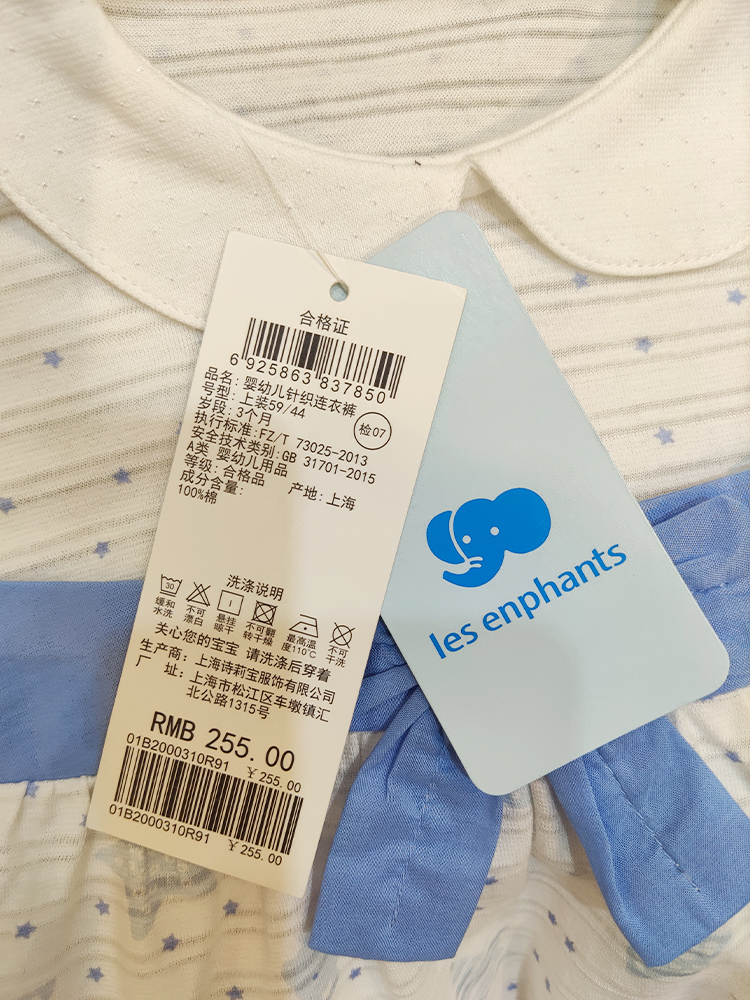 合格证
6 925863 837850
品名: 婴幼儿针织连衣裤
号型: 上装59/44
岁段: 3个月
检07
执行标准: FZ/T 73025-2013
安全技术类别: GB 31701-2015
A类 婴幼儿用品
等级: 合格品
成分含量: 产地: 上海
100%棉
洗涤说明
30
缓和水洗 不可漂白 悬挂晾干 不可翻转干燥 最高温度110℃ 不可干洗
关心您的宝宝 请洗涤后穿着
生产商: 上海诗莉宝服饰有限公司
厂 址: 上海市松江区车墩镇汇
北公路1315号
RMB 255.00
01B2000310R91 ¥ 255.00
01B2000310R91 ¥ 255.00
les enphants